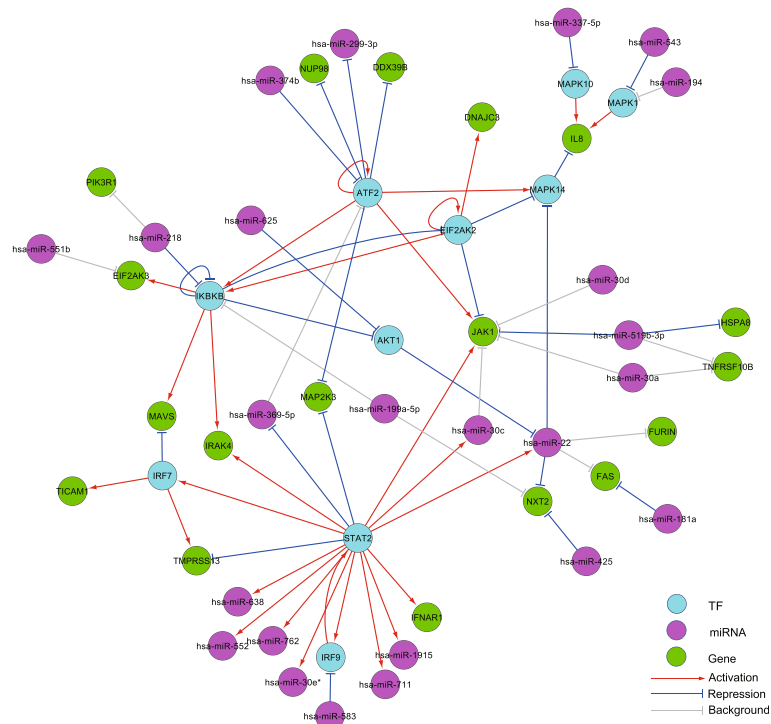 hsa-miR-337-5p
hsa-miR-299-3p
hsa-miR-543
NUP98
DDX39B
hsa-miR-374b
MAPK10
hsa-miR-194
MAPK1
DNAJC3
IL8
PIK3R1
ATF2
MAPK14
hsa-miR-625
EIF2AK2
hsa-miR-218
hsa-miR-551b
EIF2AK3
hsa-miR-30d
IKBKB
HSPA8
JAK1
hsa-miR-519b-3p
AKT1
TNFRSF10B
hsa-miR-30a
MAP2K3
hsa-miR-199a-5p
MAVS
hsa-miR-369-5p
hsa-miR-30c
FURIN
IRAK4
hsa-miR-22
IRF7
FAS
TICAM1
NXT2
hsa-miR-181a
STAT2
TMPRSS13
hsa-miR-425
hsa-miR-638
TF
IFNAR1
miRNA
hsa-miR-552
hsa-miR-762
hsa-miR-1915
IRF9
Gene
hsa-miR-30e*
hsa-miR-711
Activation
Repression
hsa-miR-583
Background